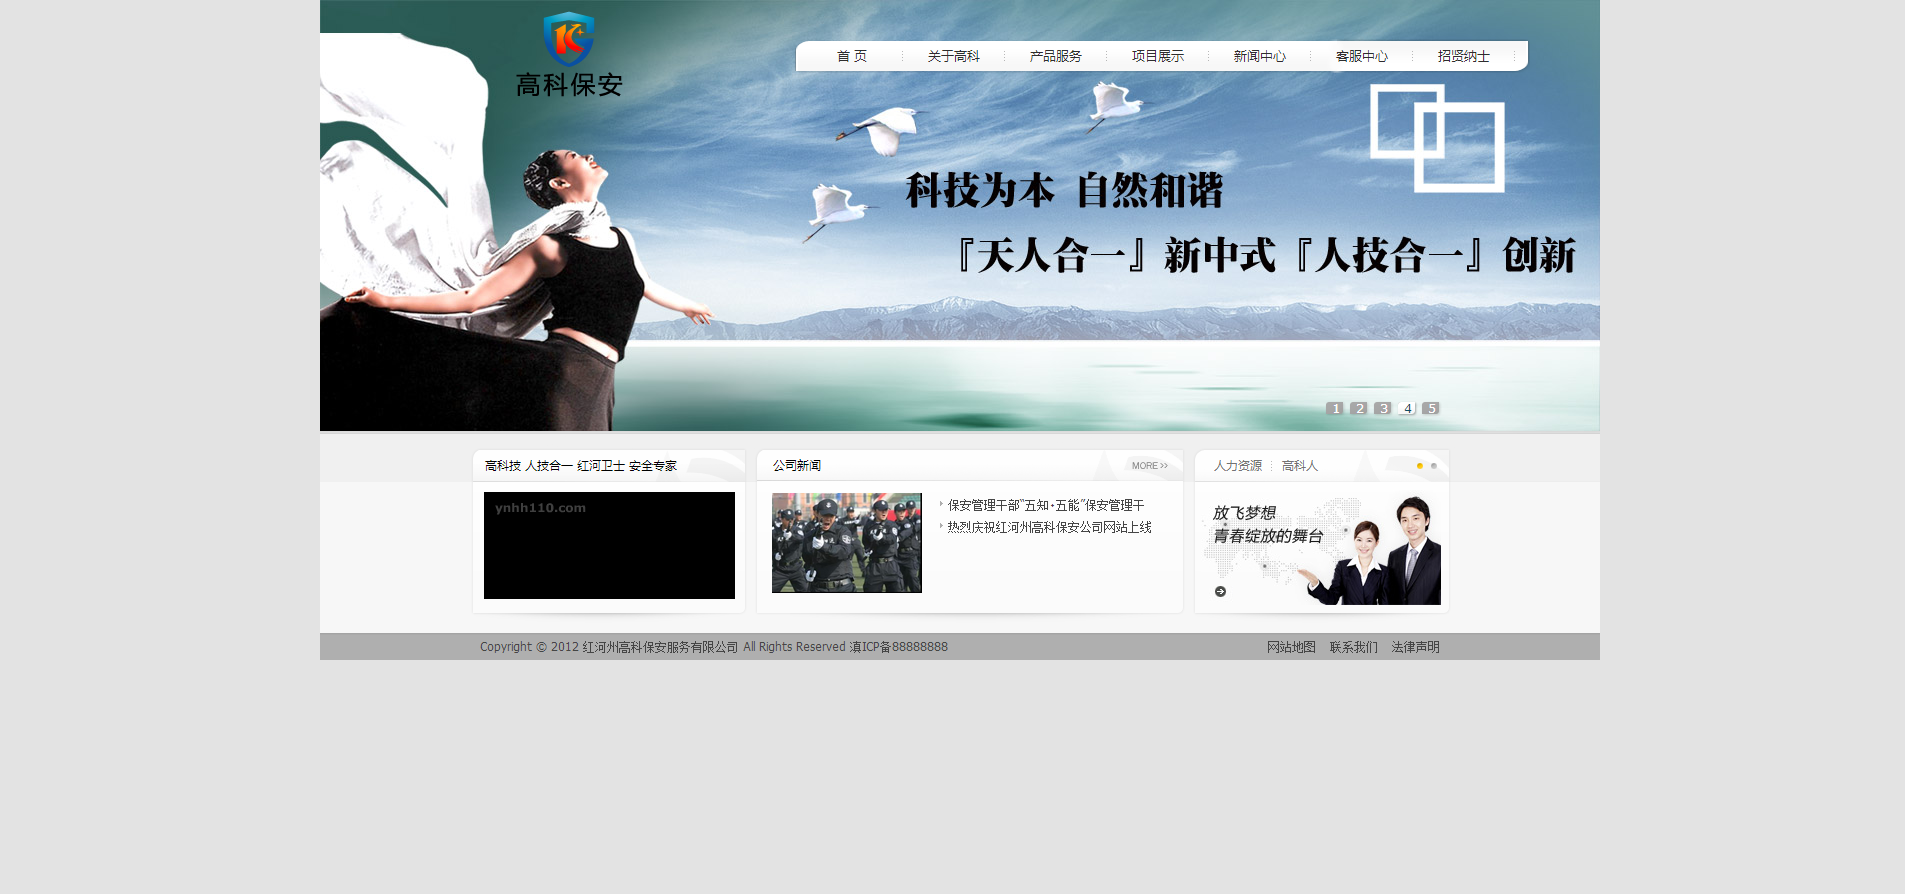 高科保安
首 页 关于高科 产品服务 项目展示 新闻中心 客服中心 招贤纳士
科技为本 自然和谐
『天人合一』新中式『人技合一』创新
1 2 3 4 5
高科技 人技合一 红河卫士 安全专家
ynhh110.com
公司新闻 MORE >>
保安管理干部"五知·五能"保安管理干
热烈庆祝红河州高科保安公司网站上线
人力资源 高科人
放飞梦想
青春绽放的舞台
Copyright © 2012 红河州高科保安服务有限公司 All Rights Reserved 滇ICP备88888888 网站地图 联系我们 法律声明